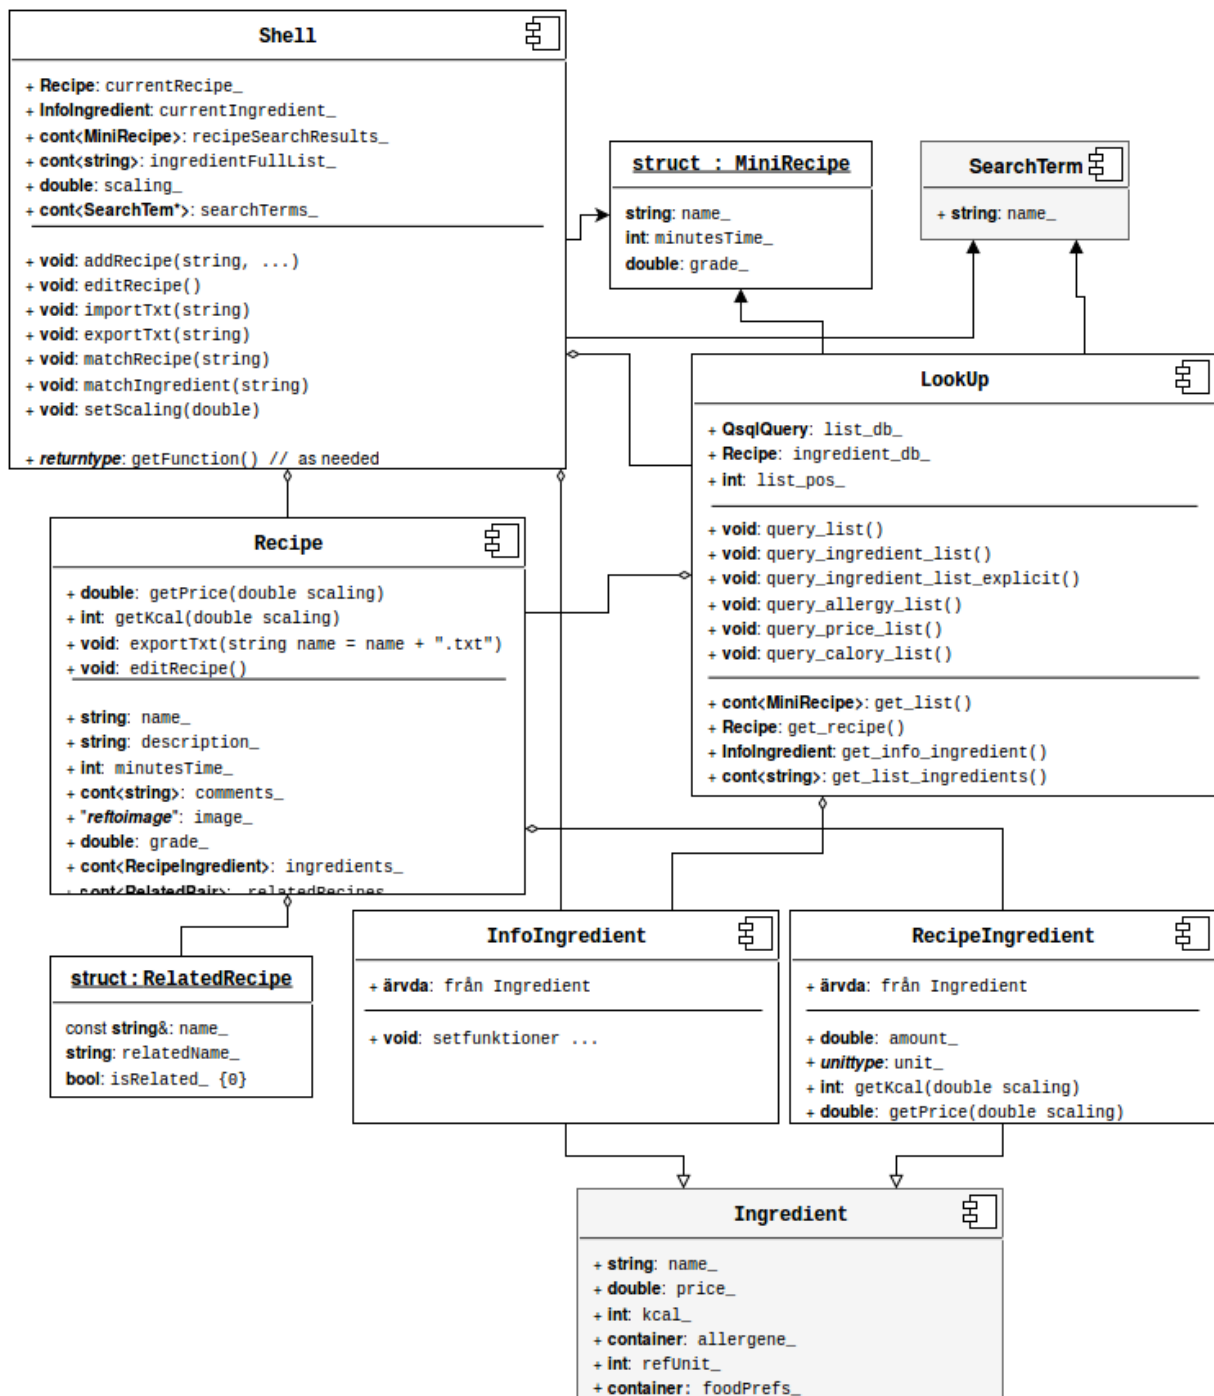 Shell
+ Recipe: currentRecipe_
+ InfoIngredient: currentIngredient_
+ cont<MiniRecipe>: recipeSearchResults_
+ cont<string>: ingredientFullList_
+ double: scaling_
+ cont<SearchTem*>: searchTerms_
+ void: addRecipe(string, ...)
+ void: editRecipe()
+ void: importTxt(string)
+ void: exportTxt(string)
+ void: matchRecipe(string)
+ void: matchIngredient(string)
+ void: setScaling(double)
+ returntype: getFunction() // as needed
struct : MiniRecipe
string: name_
int: minutesTime_
double: grade_
SearchTerm
+ string: name_
LookUp
+ QsqlQuery: list_db_
+ Recipe: ingredient_db_
+ int: list_pos_
+ void: query_list()
+ void: query_ingredient_list()
+ void: query_ingredient_list_explicit()
+ void: query_allergy_list()
+ void: query_price_list()
+ void: query_calory_list()
+ cont<MiniRecipe>: get_list()
+ Recipe: get_recipe()
+ InfoIngredient: get_info_ingredient()
+ cont<string>: get_list_ingredients()
Recipe
+ double: getPrice(double scaling)
+ int: getKcal(double scaling)
+ void: exportTxt(string name = name + ".txt")
+ void: editRecipe()
+ string: name_
+ string: description_
+ int: minutesTime_
+ cont<string>: comments_
+ "reftoimage": image_
+ double: grade_
+ cont<RecipeIngredient>: ingredients_
+ cont<RelatedPair>: relatedRecipes
struct: RelatedRecipe
const string&: name_
string: relatedName_
bool: isRelated_ {0}
InfoIngredient
+ ärvda: från Ingredient
+ void: setfunktioner ...
RecipeIngredient
+ ärvda: från Ingredient
+ double: amount_
+ unittype: unit_
+ int: getKcal(double scaling)
+ double: getPrice(double scaling)
Ingredient
+ string: name_
+ double: price_
+ int: kcal_
+ container: allergene_
+ int: refUnit_
+ container: foodPrefs_